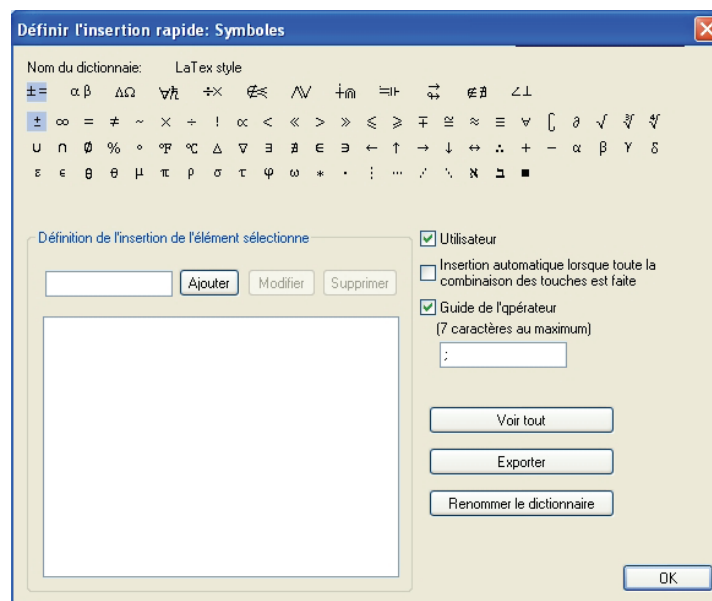 Définir l'insertion rapide: Symboles
Nom du dictionnaie: LaTex style
±= αβ ΔΩ ∀ℏ ÷× ∉≤ ⋀⋁ ∔⋒ ≒⊩ ∉∄ ∠⊥
± ∞ = ≠ ~ × ÷ ! ∝ < ≪ > ≫ ≤ ≥ ∓ ≅ ≈ ≡ ∀ ∁ ∂ √ ∛ ∜
∪ ∩ ∅ % ° °F °C ∆ ∇ ∃ ∄ ∈ ∋ ← ↑ → ↓ ↔ ∴ + − α β γ δ
ε ϵ θ ϑ μ π ρ σ τ φ ω * · ⋮ ⋯ ⋰ ⋱ ℵ ℶ ■
Définition de l'insertion de l'élément sélectionne
Ajouter Modifier Supprimer
Utilisateur
Insertion automatique lorsque toute la
combinaison des touches est faite
Guide de l'qpérateur
(7 caractères au maximum)
;
Voir tout
Exporter
Renommer le dictionnaire
OK